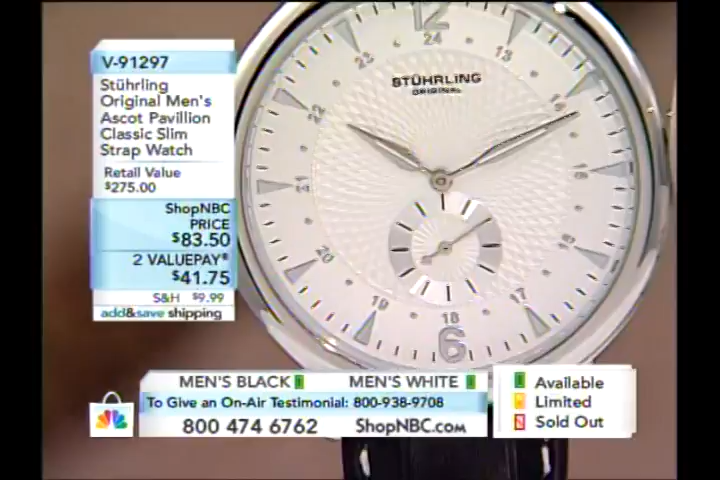 V-91297
Stührling
Original Men's
Ascot Pavillion
Classic Slim
Strap Watch
Retail Value
$275.00
ShopNBC
PRICE
$83.50
2 VALUEPAY®
$41.75
S&H $9.99
add&save shipping
12
24
23
13
STÜHRLING
ORIGINAL
22
14
21
15
20
16
19
17
18
6
MEN'S BLACK MEN'S WHITE
To Give an On-Air Testimonial: 800-938-9708
800 474 6762 ShopNBC.com
Available
Limited
Sold Out